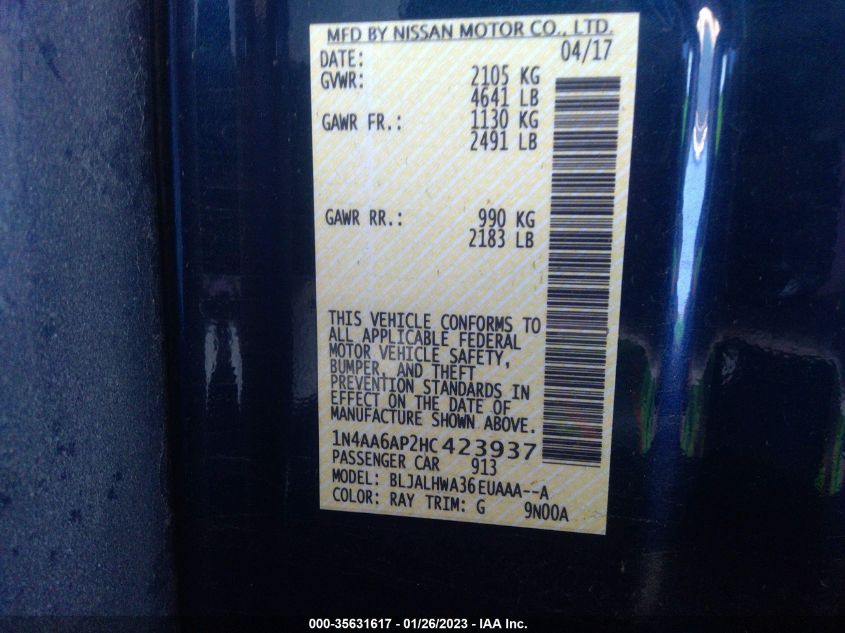 MFD BY NISSAN MOTOR CO., LTD.
DATE: 04/17
GVWR: 2105 KG
4641 LB
GAWR FR.: 1130 KG
2491 LB
GAWR RR.: 990 KG
2183 LB
THIS VEHICLE CONFORMS TO
ALL APPLICABLE FEDERAL
MOTOR VEHICLE SAFETY,
BUMPER, AND THEFT
PREVENTION STANDARDS IN
EFFECT ON THE DATE OF
MANUFACTURE SHOWN ABOVE.
1N4AA6AP2HC423937
PASSENGER CAR 913
MODEL: BLJALHWA36EUAAA--A
COLOR: RAY TRIM: G 9N00A
000-35631617 - 01/26/2023 - IAA Inc.